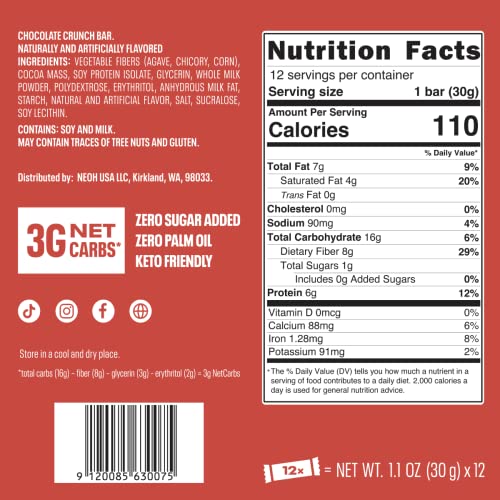 CHOCOLATE CRUNCH BAR.
NATURALLY AND ARTIFICIALLY FLAVORED
INGREDIENTS: VEGETABLE FIBERS (AGAVE, CHICORY, CORN),
COCOA MASS, SOY PROTEIN ISOLATE, GLYCERIN, WHOLE MILK
POWDER, POLYDEXTROSE, ERYTHRITOL, ANHYDROUS MILK FAT,
STARCH, NATURAL AND ARTIFICIAL FLAVOR, SALT, SUCRALOSE,
SOY LECITHIN.
CONTAINS: SOY AND MILK.
MAY CONTAIN TRACES OF TREE NUTS AND GLUTEN.
Distributed by: NEOH USA LLC, Kirkland, WA, 98033.
3G NET CARBS*
ZERO SUGAR ADDED
ZERO PALM OIL
KETO FRIENDLY
Store in a cool and dry place.
*total carbs (16g) – fiber (8g) – glycerin (3g) - erythritol (2g) = 3g NetCarbs
9 120085 630075 >
Nutrition Facts
12 servings per container
Serving size 1 bar (30g)
Amount Per Serving
Calories 110
% Daily Value*
Total Fat 7g 9%
Saturated Fat 4g 20%
Trans Fat 0g
Cholesterol 0mg 0%
Sodium 90mg 4%
Total Carbohydrate 16g 6%
Dietary Fiber 8g 29%
Total Sugars 1g
Includes 0g Added Sugars 0%
Protein 6g 12%
Vitamin D 0mcg 0%
Calcium 88mg 6%
Iron 1.28mg 8%
Potassium 91mg 2%
*The % Daily Value (DV) tells you how much a nutrient in a
serving of food contributes to a daily diet. 2,000 calories a
day is used for general nutrition advice.
12× = NET WT. 1.1 OZ (30 g) x 12